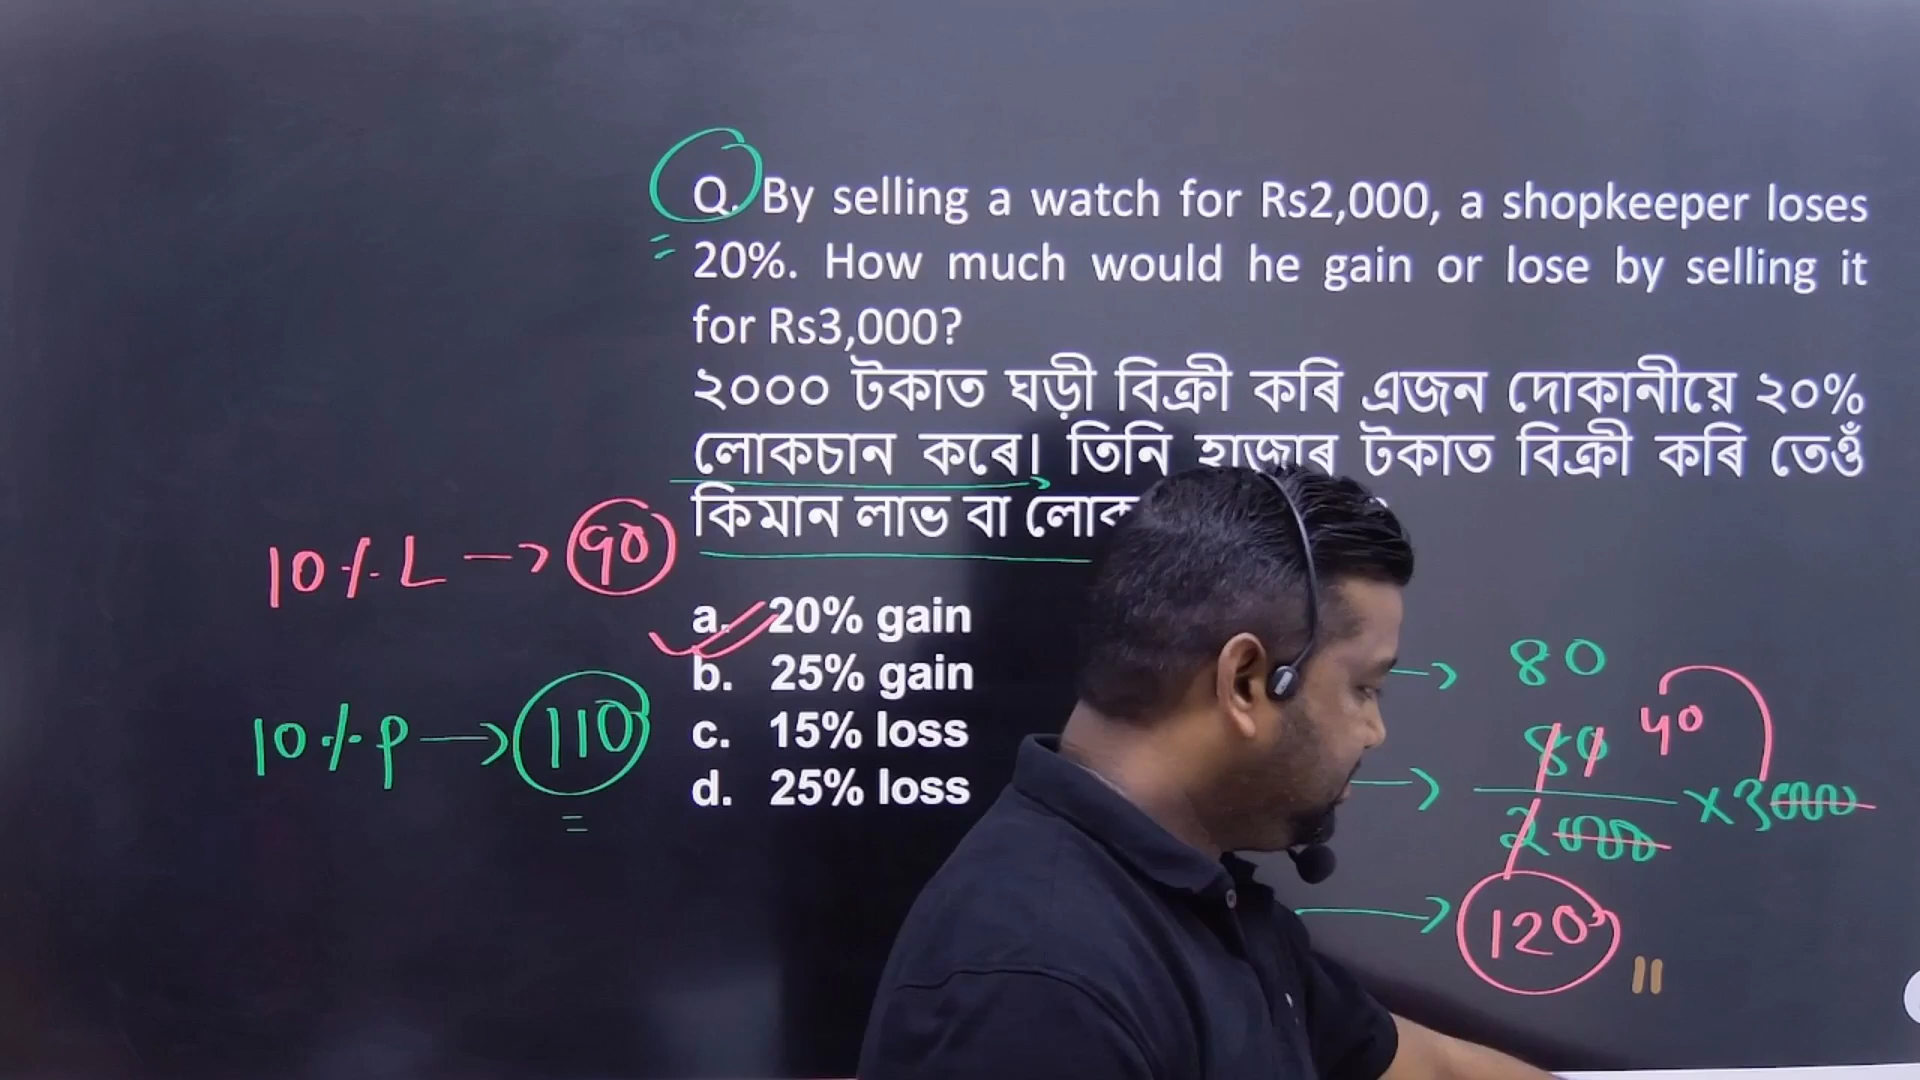 Q. By selling a watch for Rs2,000, a shopkeeper loses
20%. How much would he gain or lose by selling it
for Rs3,000?
২০০০ টকাত ঘড়ী বিক্ৰী কৰি এজন দোকানীয়ে ২০%
লোকচান কৰে। তিনি হাজাৰ টকাত বিক্ৰী কৰি তেওঁ
কিমান লাভ বা
a. 20% gain
b. 25% gain
c. 15% loss
d. 25% loss
10% L → 90
10% P → 110
→ 80
→ 80/2000 × 3000
40
→ 120